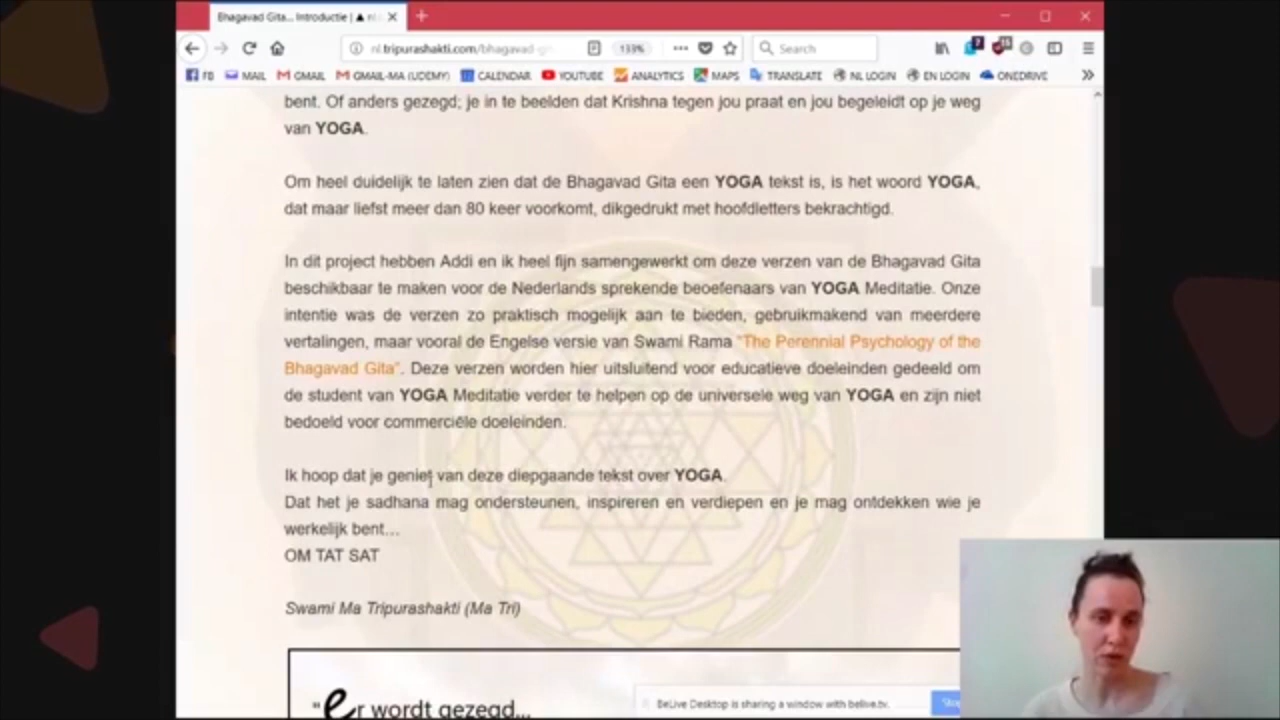 Bhagavad Gita... Introductie | ▲ nl
nl.tripurashakti.com/bhagavad-gi
133%
Search
FB MAIL GMAIL GMAIL-MA (UDEMY) CALENDAR YOUTUBE ANALYTICS MAPS TRANSLATE NL LOGIN EN LOGIN ONEDRIVE
bent. Of anders gezegd; je in te beelden dat Krishna tegen jou praat en jou begeleidt op je weg
van YOGA.
Om heel duidelijk te laten zien dat de Bhagavad Gita een YOGA tekst is, is het woord YOGA,
dat maar liefst meer dan 80 keer voorkomt, dikgedrukt met hoofdletters bekrachtigd.
In dit project hebben Addi en ik heel fijn samengewerkt om deze verzen van de Bhagavad Gita
beschikbaar te maken voor de Nederlands sprekende beoefenaars van YOGA Meditatie. Onze
intentie was de verzen zo praktisch mogelijk aan te bieden, gebruikmakend van meerdere
vertalingen, maar vooral de Engelse versie van Swami Rama "The Perennial Psychology of the
Bhagavad Gita". Deze verzen worden hier uitsluitend voor educatieve doeleinden gedeeld om
de student van YOGA Meditatie verder te helpen op de universele weg van YOGA en zijn niet
bedoeld voor commerciële doeleinden.
Ik hoop dat je geniet van deze diepgaande tekst over YOGA.
Dat het je sadhana mag ondersteunen, inspireren en verdiepen en je mag ontdekken wie je
werkelijk bent...
OM TAT SAT
Swami Ma Tripurashakti (Ma Tri)
"er wordt gezegd...
BeLive Desktop is sharing a window with belive.tv.